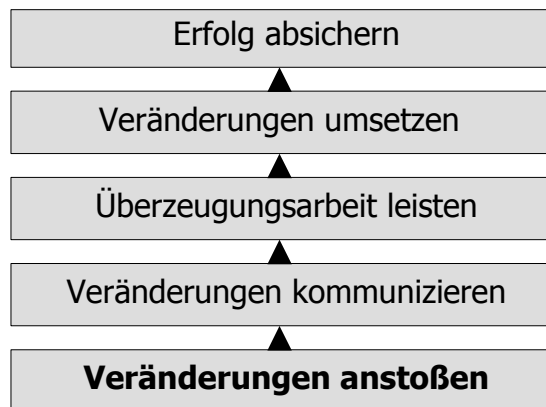 Erfolg absichern
Veränderungen umsetzen
Überzeugungsarbeit leisten
Veränderungen kommunizieren
Veränderungen anstoßen